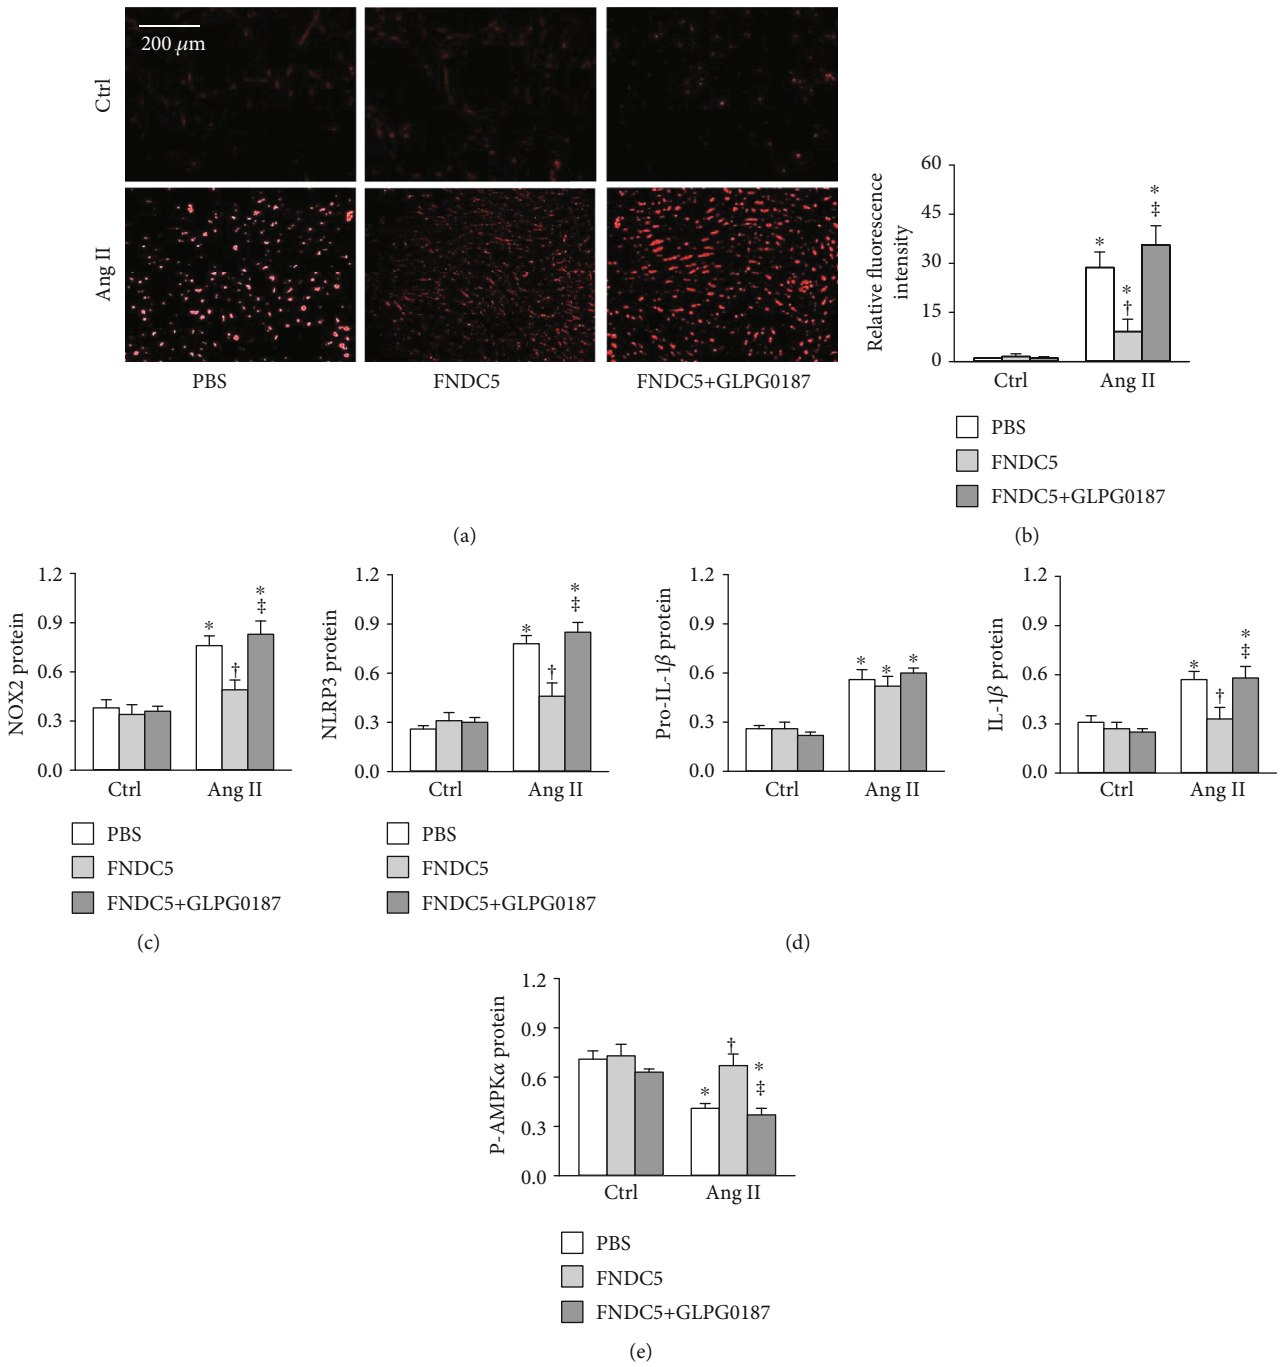 200 μm
Ctrl
Ang II
PBS
FNDC5
FNDC5+GLPG0187
(a)
Relative fluorescence
intensity
60
45
30
15
0
*
*
†
*
‡
Ctrl
Ang II
PBS
FNDC5
FNDC5+GLPG0187
(b)
NOX2 protein
1.2
0.9
0.6
0.3
0.0
*
†
*
‡
Ctrl
Ang II
PBS
FNDC5
FNDC5+GLPG0187
(c)
NLRP3 protein
1.2
0.9
0.6
0.3
0.0
*
†
*
‡
Ctrl
Ang II
PBS
FNDC5
FNDC5+GLPG0187
Pro-IL-1β protein
1.2
0.9
0.6
0.3
0.0
*
*
*
Ctrl
Ang II
IL-1β protein
1.2
0.9
0.6
0.3
0.0
*
†
*
‡
Ctrl
Ang II
(d)
P-AMPKα protein
1.2
0.9
0.6
0.3
0.0
*
†
*
‡
Ctrl
Ang II
PBS
FNDC5
FNDC5+GLPG0187
(e)